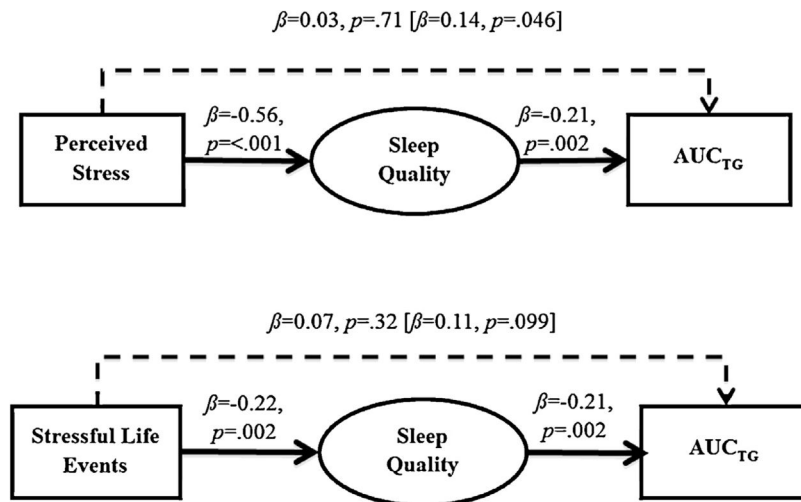 β=0.03, p=.71 [β=0.14, p=.046]
β=-0.56,
p=<.001
β=-0.21,
p=.002
Perceived
Stress
Sleep
Quality
AUCTG
β=0.07, p=.32 [β=0.11, p=.099]
β=-0.22,
p=.002
β=-0.21,
p=.002
Stressful Life
Events
Sleep
Quality
AUCTG